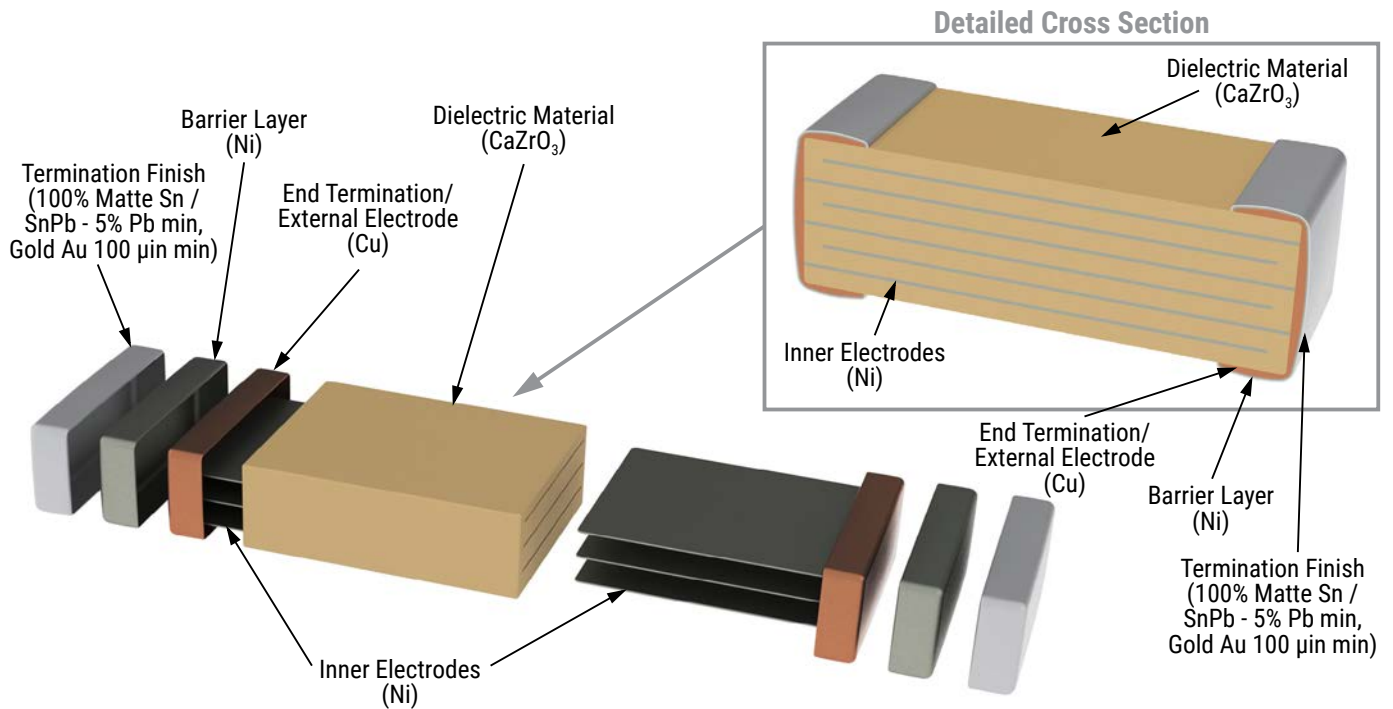 Detailed Cross Section
Dielectric Material
(CaZrO₃)
Inner Electrodes
(Ni)
End Termination/
External Electrode
(Cu)
Barrier Layer
(Ni)
Termination Finish
(100% Matte Sn /
SnPb - 5% Pb min,
Gold Au 100 µin min)
Dielectric Material
(CaZrO₃)
Barrier Layer
(Ni)
Termination Finish
(100% Matte Sn /
SnPb - 5% Pb min,
Gold Au 100 µin min)
End Termination/
External Electrode
(Cu)
Inner Electrodes
(Ni)